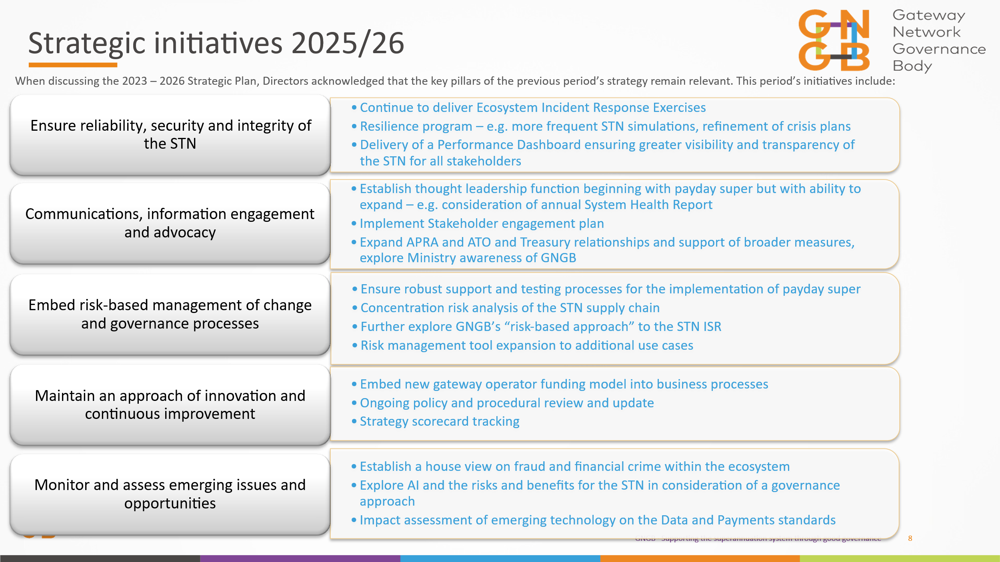 Strategic initiatives 2025/26
GNGB
Gateway
Network
Governance
Body
When discussing the 2023 – 2026 Strategic Plan, Directors acknowledged that the key pillars of the previous period’s strategy remain relevant. This period’s initiatives include:
Ensure reliability, security and integrity of
the STN
• Continue to deliver Ecosystem Incident Response Exercises
• Resilience program – e.g. more frequent STN simulations, refinement of crisis plans
• Delivery of a Performance Dashboard ensuring greater visibility and transparency of
the STN for all stakeholders
Communications, information engagement
and advocacy
• Establish thought leadership function beginning with payday super but with ability to
expand – e.g. consideration of annual System Health Report
• Implement Stakeholder engagement plan
• Expand APRA and ATO and Treasury relationships and support of broader measures,
explore Ministry awareness of GNGB
Embed risk-based management of change
and governance processes
• Ensure robust support and testing processes for the implementation of payday super
• Concentration risk analysis of the STN supply chain
• Further explore GNGB’s “risk-based approach” to the STN ISR
• Risk management tool expansion to additional use cases
Maintain an approach of innovation and
continuous improvement
• Embed new gateway operator funding model into business processes
• Ongoing policy and procedural review and update
• Strategy scorecard tracking
Monitor and assess emerging issues and
opportunities
• Establish a house view on fraud and financial crime within the ecosystem
• Explore AI and the risks and benefits for the STN in consideration of a governance
approach
• Impact assessment of emerging technology on the Data and Payments standards
GNGB - Supporting the superannuation system through good governance
8